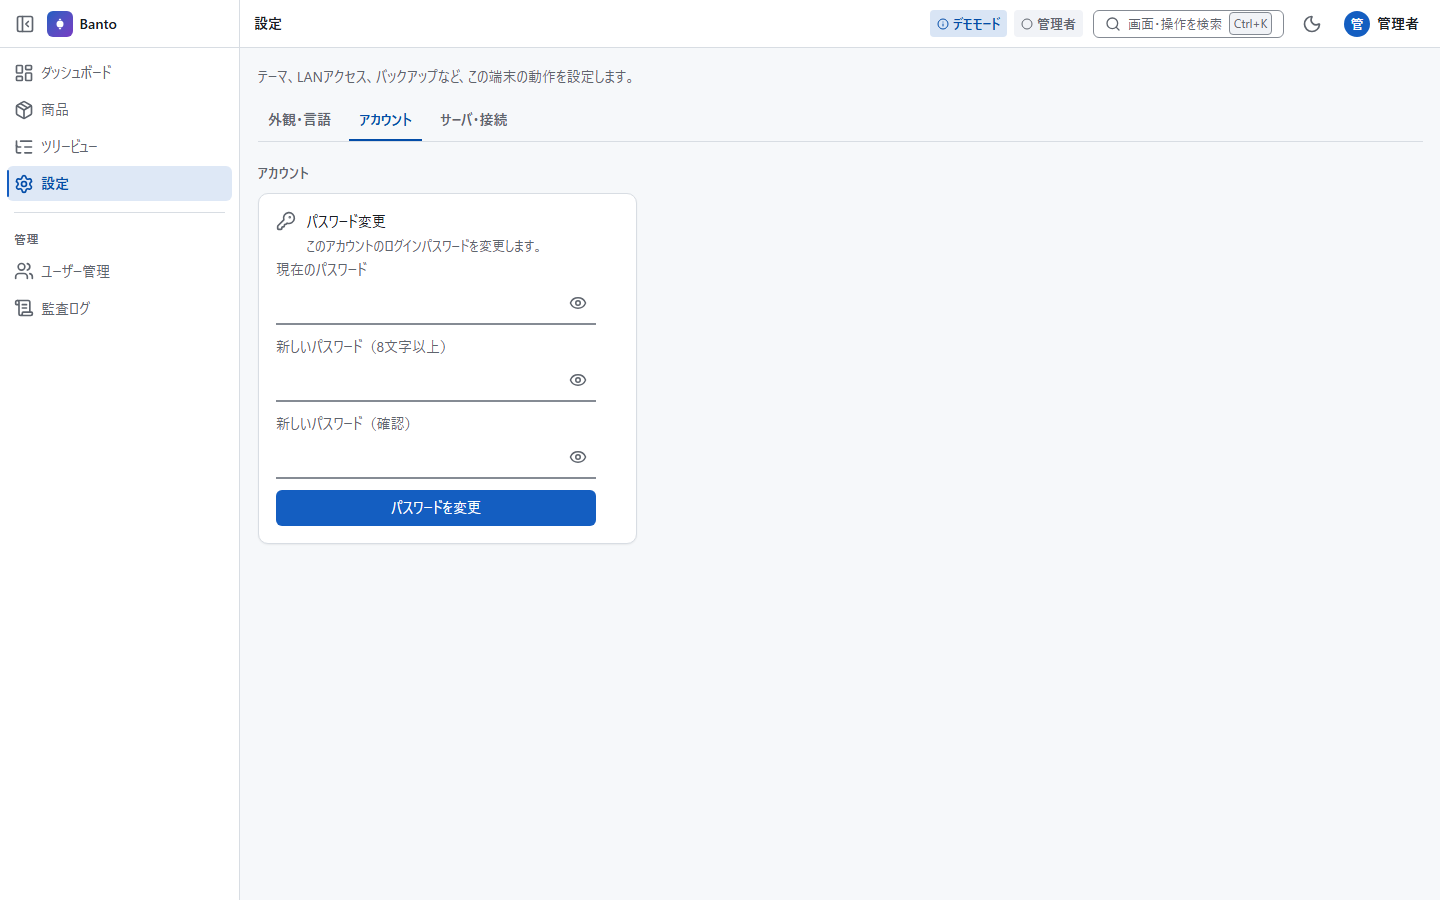 Banto
設定
デモモード
管理者
画面・操作を検索
Ctrl+K
管
管理者
ダッシュボード
商品
ツリービュー
設定
管理
ユーザー管理
監査ログ
テーマ、LANアクセス、バックアップなど、この端末の動作を設定します。
外観・言語
アカウント
サーバ・接続
アカウント
パスワード変更
このアカウントのログインパスワードを変更します。
現在のパスワード
新しいパスワード（8文字以上）
新しいパスワード（確認）
パスワードを変更